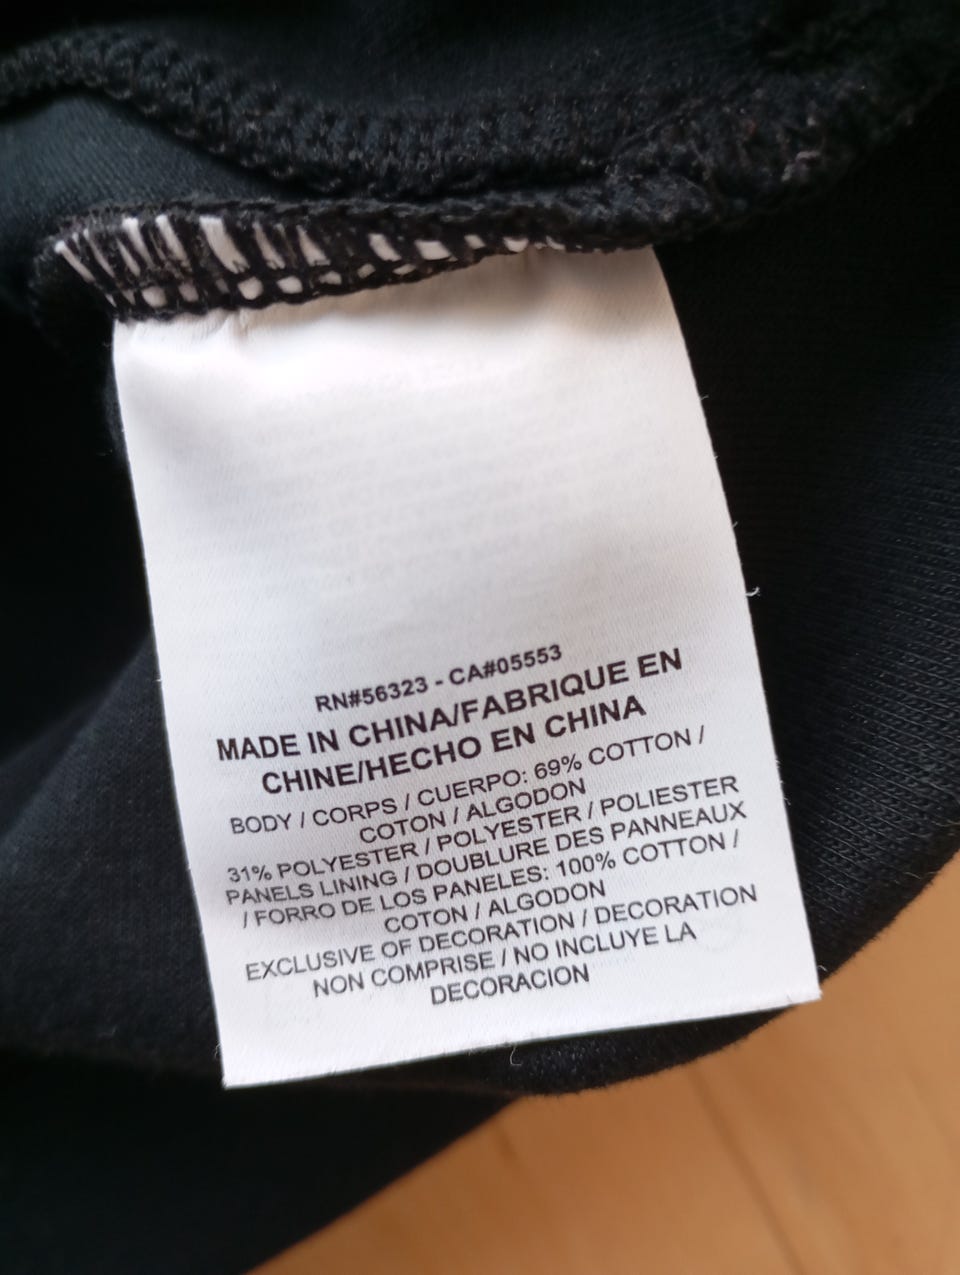 RN#56323 - CA#05553
MADE IN CHINA/FABRIQUE EN
CHINE/HECHO EN CHINA
BODY / CORPS / CUERPO: 69% COTTON /
COTON / ALGODON
31% POLYESTER / POLYESTER / POLIESTER
PANELS LINING / DOUBLURE DES PANNEAUX
/ FORRO DE LOS PANELES: 100% COTTON /
COTON / ALGODON
EXCLUSIVE OF DECORATION / DECORATION
NON COMPRISE / NO INCLUYE LA
DECORACION